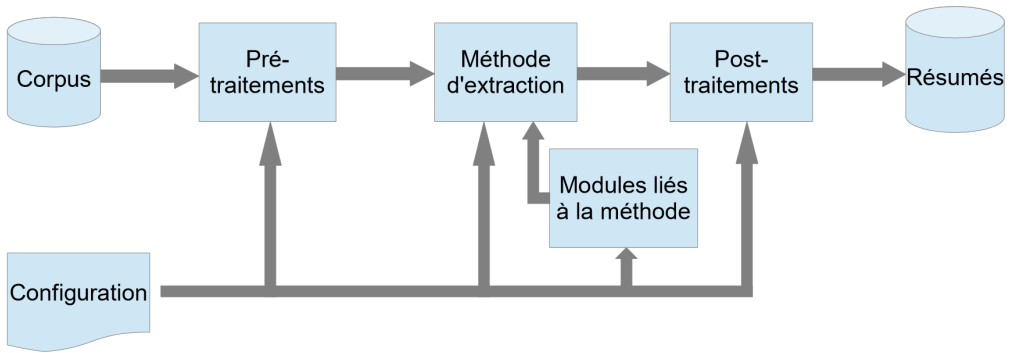 Corpus
Pré-
traitements
Méthode
d'extraction
Post-
traitements
Résumés
Modules liés
à la méthode
Configuration